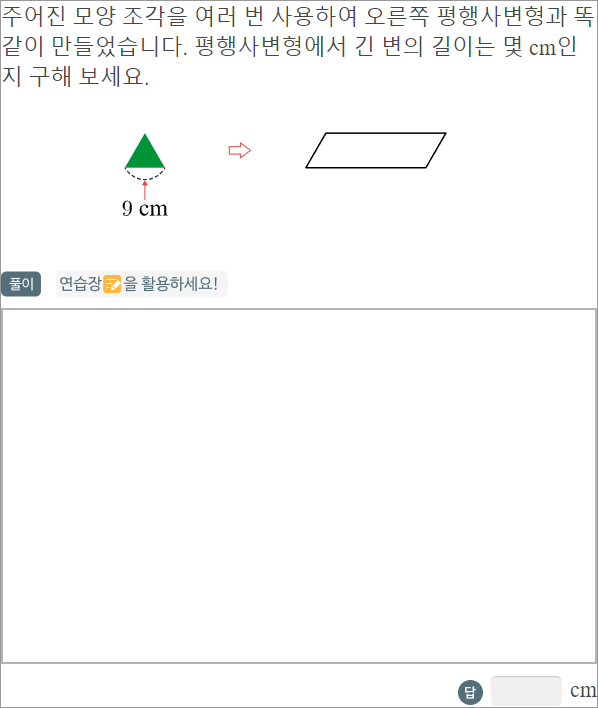 주어진 모양 조각을 여러 번 사용하여 오른쪽 평행사변형과 똑
같이 만들었습니다. 평행사변형에서 긴 변의 길이는 몇 cm인
지 구해 보세요.
9 cm
풀이 연습장을 활용하세요!
답 cm